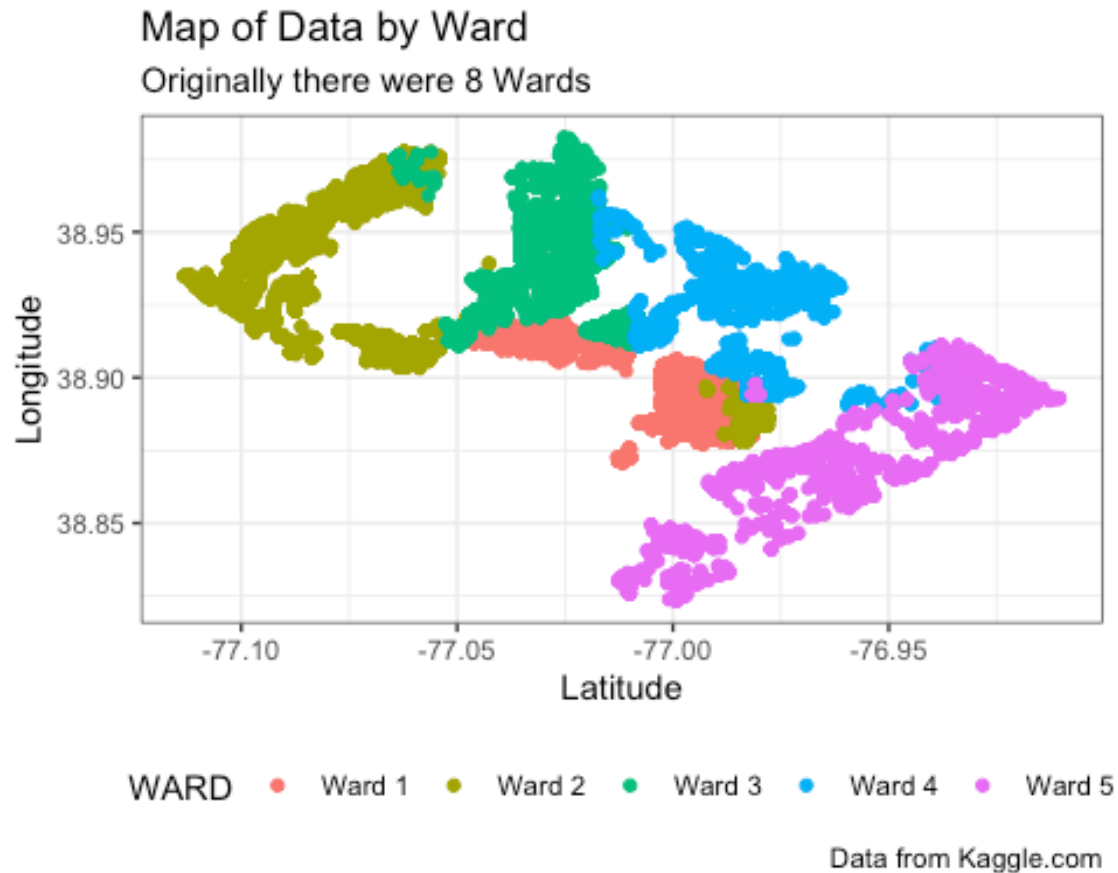 Map of Data by Ward
Originally there were 8 Wards
Longitude
38.95
38.90
38.85
-77.10 -77.05 -77.00 -76.95
Latitude
WARD Ward 1 Ward 2 Ward 3 Ward 4 Ward 5
Data from Kaggle.com